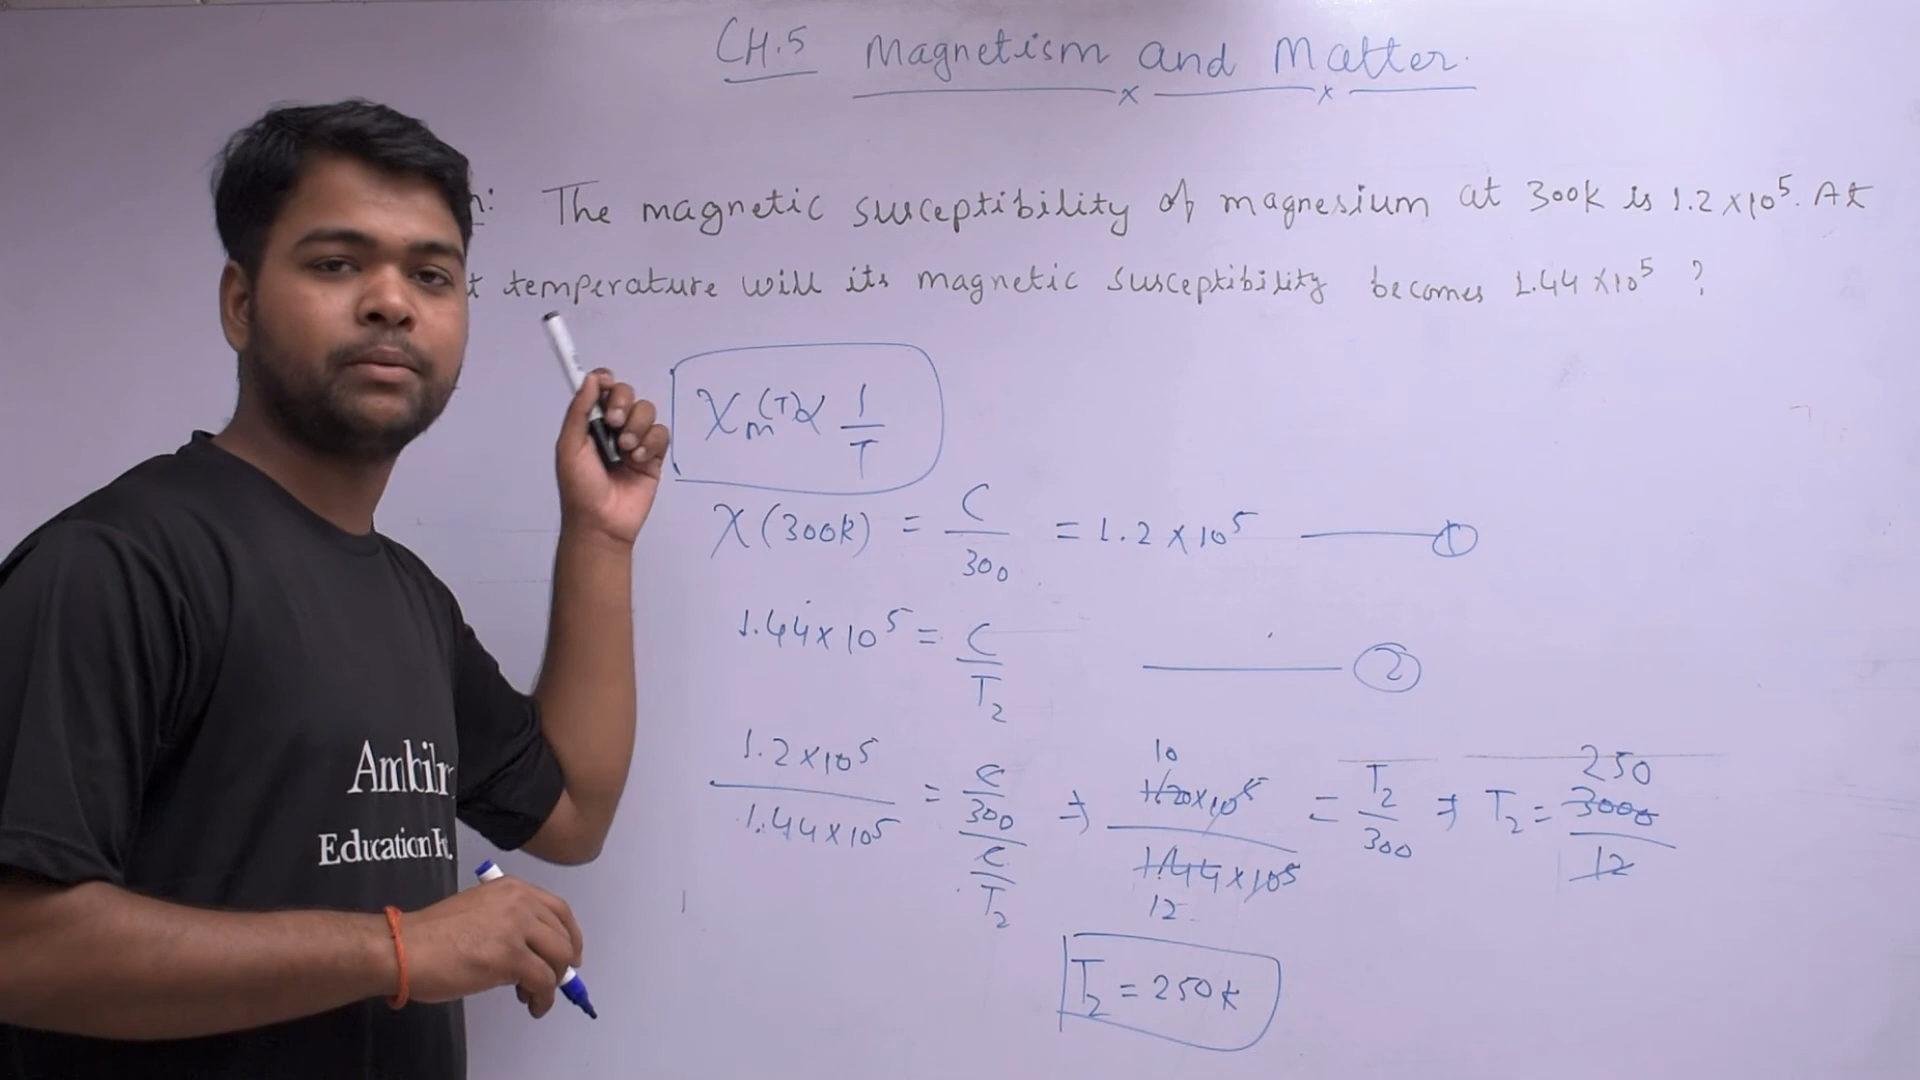 CH.5 Magnetism and Matter.
n: The magnetic susceptibility of magnesium at 300k is 1.2 x 10⁵. At
t temperature will its magnetic susceptibility becomes 1.44 x 10⁵ ?
χₘ(T) ∝ 1/T
χ(300k) = C/300 = 1.2 x 10⁵ ——— ①
1.44 x 10⁵ = C/T₂ ——— ②
1.2 x 10⁵ / 1.44 x 10⁵ = C/300 / C/T₂ ⇒ 10 1.20 x 10⁵ / 1.44 x 10⁵ 12 = T₂/300 ⇒ T₂ = 250 3000/12
T₂ = 250k
Education